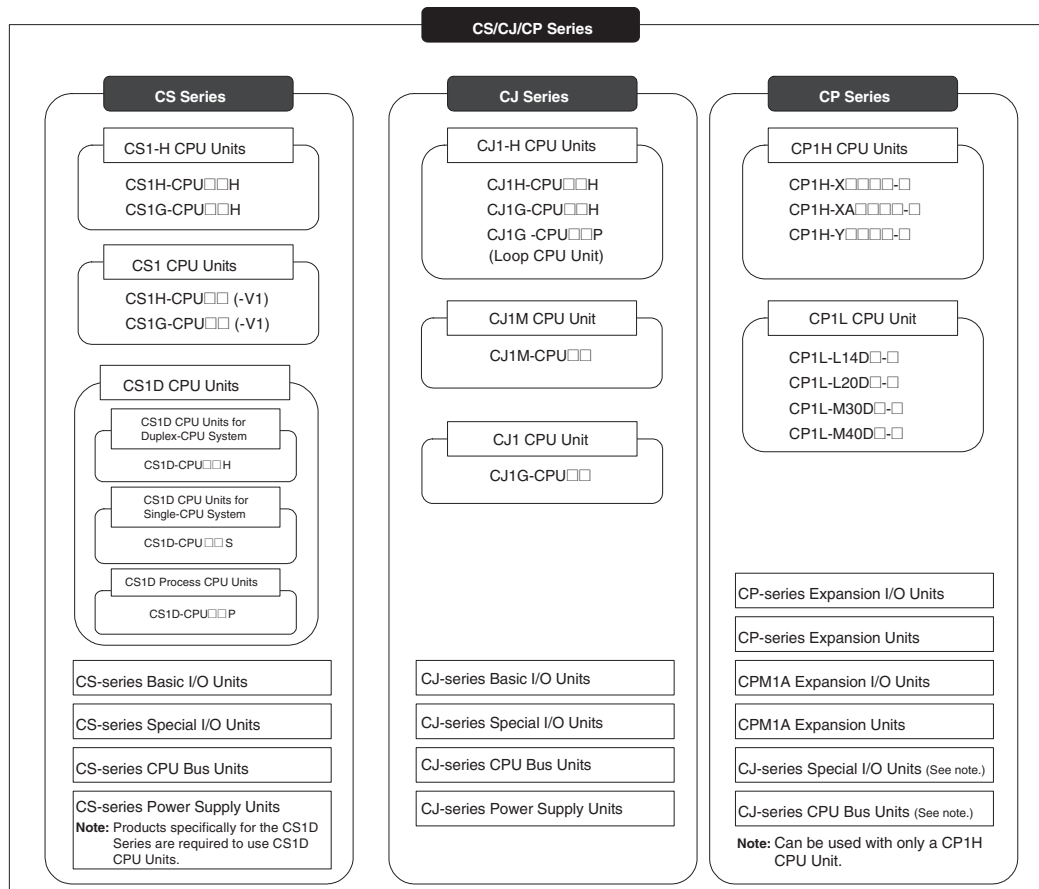 CS/CJ/CP Series
CS Series
CS1-H CPU Units
CS1H-CPU□□H
CS1G-CPU□□H
CS1 CPU Units
CS1H-CPU□□ (-V1)
CS1G-CPU□□ (-V1)
CS1D CPU Units
CS1D CPU Units for
Duplex-CPU System
CS1D-CPU□□H
CS1D CPU Units for
Single-CPU System
CS1D-CPU□□S
CS1D Process CPU Units
CS1D-CPU□□P
CS-series Basic I/O Units
CS-series Special I/O Units
CS-series CPU Bus Units
CS-series Power Supply Units
Note: Products specifically for the CS1D
Series are required to use CS1D
CPU Units.
CJ Series
CJ1-H CPU Units
CJ1H-CPU□□H
CJ1G-CPU□□H
CJ1G -CPU□□P
(Loop CPU Unit)
CJ1M CPU Unit
CJ1M-CPU□□
CJ1 CPU Unit
CJ1G-CPU□□
CJ-series Basic I/O Units
CJ-series Special I/O Units
CJ-series CPU Bus Units
CJ-series Power Supply Units
CP Series
CP1H CPU Units
CP1H-X□□□□-□
CP1H-XA□□□□-□
CP1H-Y□□□□-□
CP1L CPU Unit
CP1L-L14D□-□
CP1L-L20D□-□
CP1L-M30D□-□
CP1L-M40D□-□
CP-series Expansion I/O Units
CP-series Expansion Units
CPM1A Expansion I/O Units
CPM1A Expansion Units
CJ-series Special I/O Units (See note.)
CJ-series CPU Bus Units (See note.)
Note: Can be used with only a CP1H
CPU Unit.